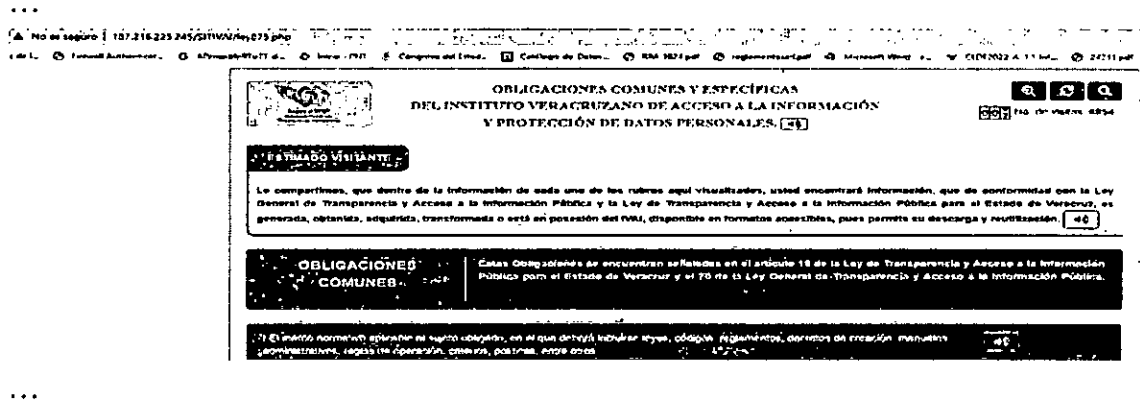 ...
No es seguro
OBLIGACIONES COMUNES Y ESPECÍFICAS
DEL INSTITUTO VERACRUZANO DE ACCESO A LA INFORMACIÓN
Y PROTECCIÓN DE DATOS PERSONALES.
No. de visitas:
ESTIMADO VISITANTE
Le compartimos, que dentro de la información de cada uno de los rubros aquí visualizados, usted encontrará información, que de conformidad con la Ley
General de Transparencia y Acceso a la Información Pública y la Ley de Transparencia y Acceso a la Información Pública para el Estado de Veracruz, es
generada, obtenida, adquirida, transformada o está en posesión del IVAI, disponible en formatos accesibles, pues permite su descarga y reutilización.
OBLIGACIONES
COMUNES
Estas Obligaciones se encuentran señaladas en el artículo 15 de la Ley de Transparencia y Acceso a la Información
Pública para el Estado de Veracruz y el 70 de la Ley General de Transparencia y Acceso a la Información Pública.
El marco normativo aplicable al sujeto obligado, en el que deberá incluirse leyes, códigos, reglamentos, decretos de creación, manuales
administrativos, reglas de operación, criterios, políticas, entre otros
...